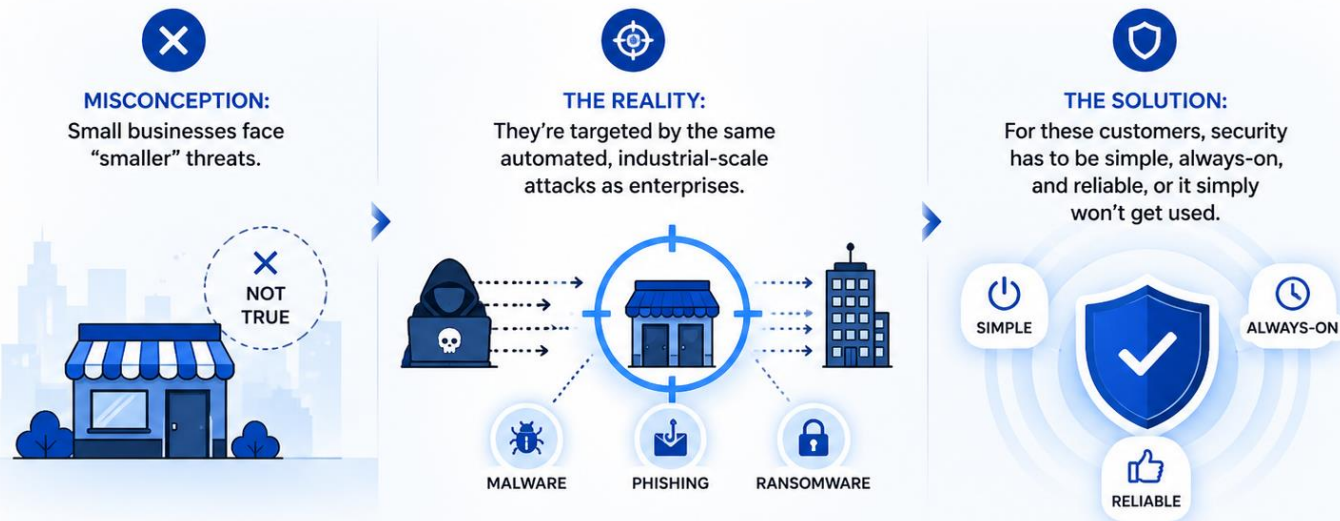 MISCONCEPTION:
Small businesses face
“smaller” threats.
NOT
TRUE
THE REALITY:
They’re targeted by the same
automated, industrial-scale
attacks as enterprises.
MALWARE
PHISHING
RANSOMWARE
THE SOLUTION:
For these customers, security
has to be simple, always-on,
and reliable, or it simply
won’t get used.
SIMPLE
ALWAYS-ON
RELIABLE